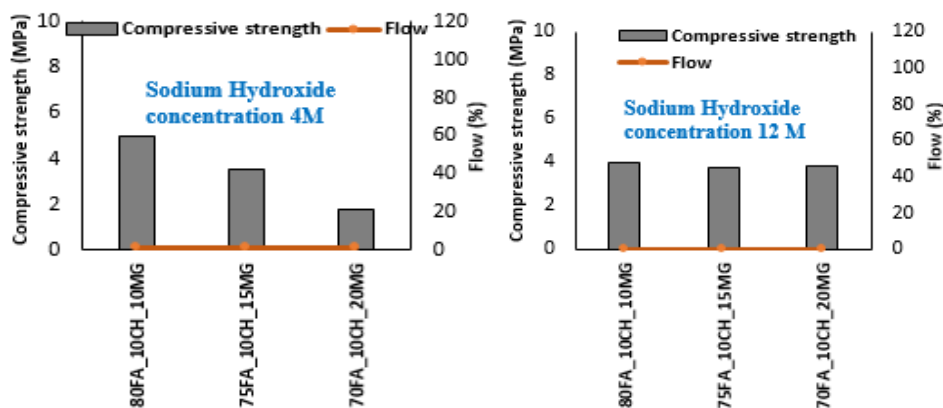 Compressive strength (MPa)
10
8
6
4
2
0
Compressive strength
Flow
Sodium Hydroxide
concentration 4M
120
100
80
60
40
20
0
Flow (%)
80FA_10CH_10MG
75FA_10CH_15MG
70FA_10CH_20MG
Compressive strength (MPa)
10
8
6
4
2
0
Compressive strength
Flow
Sodium Hydroxide
concentration 12 M
120
100
80
60
40
20
0
Flow (%)
80FA_10CH_10MG
75FA_10CH_15MG
70FA_10CH_20MG